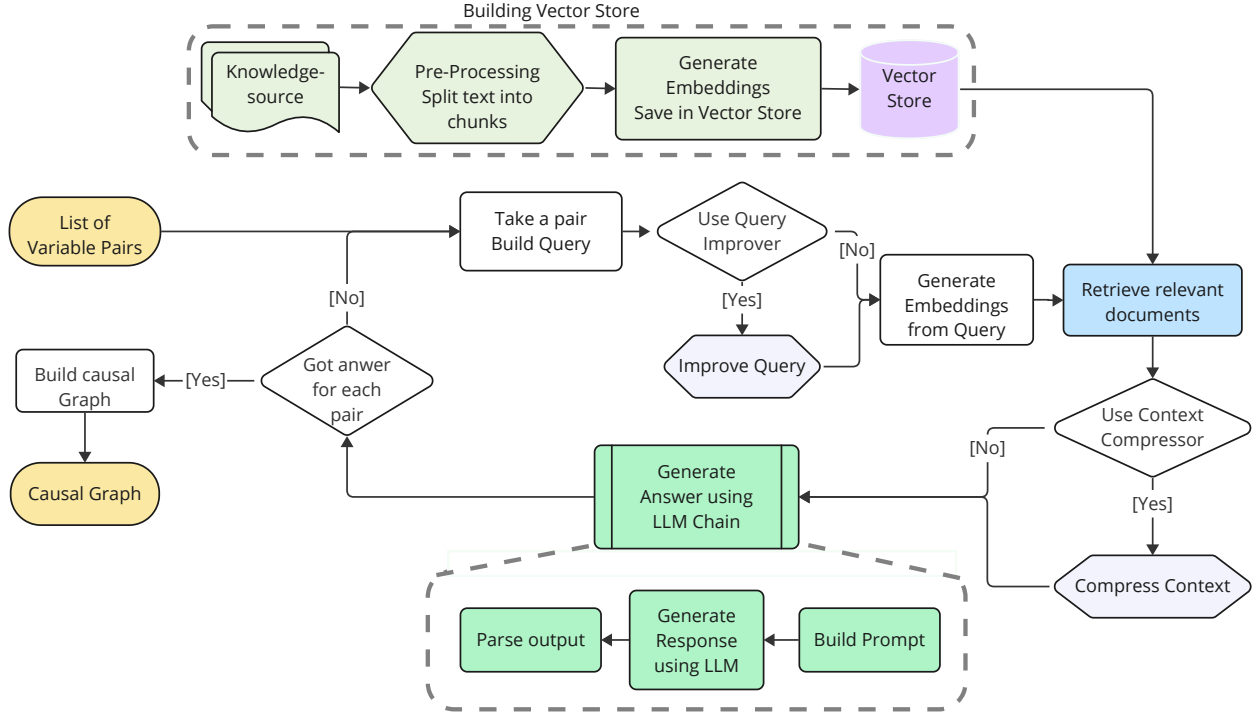 Building Vector Store
Knowledge-
source
Pre-Processing
Split text into
chunks
Generate
Embeddings
Save in Vector Store
Vector
Store
List of
Variable Pairs
Take a pair
Build Query
Use Query
Improver
[No]
[Yes]
Improve Query
Generate
Embeddings
from Query
Retrieve relevant
documents
Use Context
Compressor
[No]
[Yes]
Compress Context
Generate
Answer using
LLM Chain
Build Prompt
Generate
Response
using LLM
Parse output
Got anwer
for each
pair
[No]
[Yes]
Build causal
Graph
Causal Graph